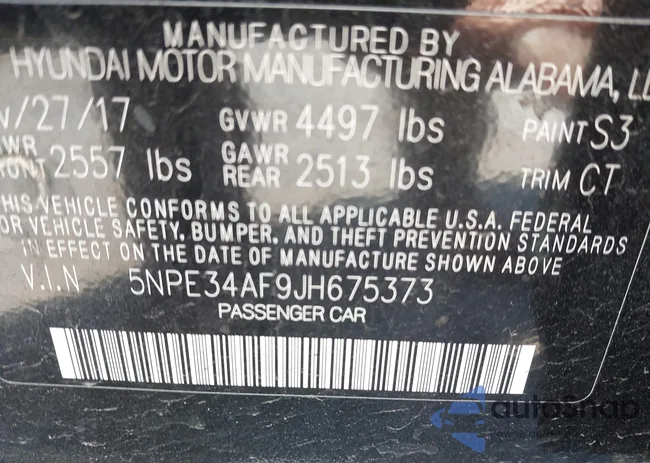 MANUFACTURED BY
HYUNDAI MOTOR MANUFACTURING ALABAMA, LL
/27/17 GVWR 4497 lbs PAINT S3
WR FRONT 2557 lbs GAWR REAR 2513 lbs TRIM CT
THIS VEHICLE CONFORMS TO ALL APPLICABLE U.S.A. FEDERAL
OR VEHICLE SAFETY, BUMPER, AND THEFT PREVENTION STANDARDS
IN EFFECT ON THE DATE OF MANUFACTURE SHOWN ABOVE
V.I.N 5NPE34AF9JH675373
PASSENGER CAR
autoSnap